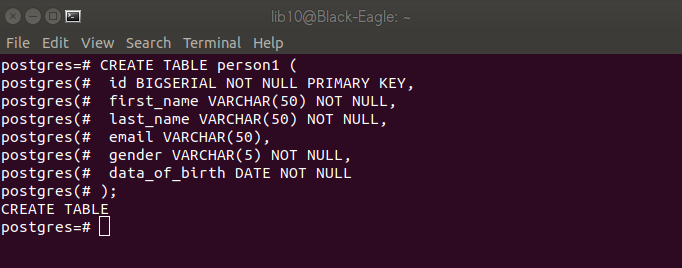 lib10@Black-Eagle: ~
File Edit View Search Terminal Help
postgres=# CREATE TABLE person1 (
postgres(#  id BIGSERIAL NOT NULL PRIMARY KEY,
postgres(#  first_name VARCHAR(50) NOT NULL,
postgres(#  last_name VARCHAR(50) NOT NULL,
postgres(#  email VARCHAR(50),
postgres(#  gender VARCHAR(5) NOT NULL,
postgres(#  data_of_birth DATE NOT NULL
postgres(# );
CREATE TABLE
postgres=#